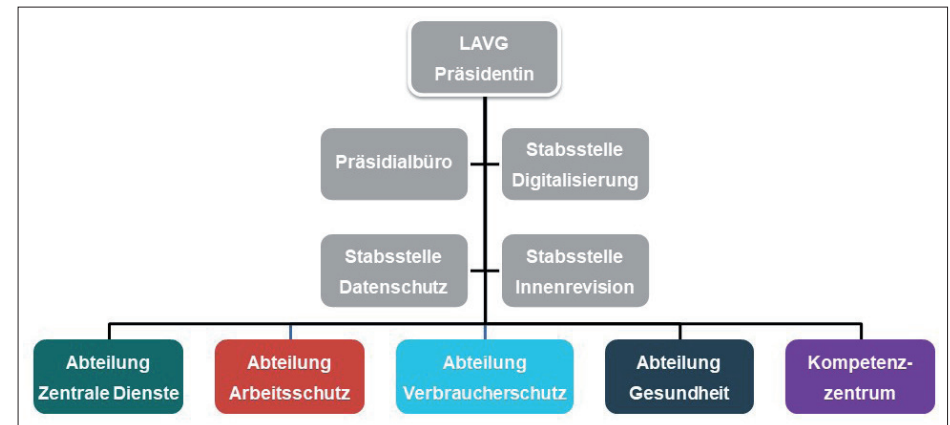 LAVG
Präsidentin
Präsidialbüro
Stabsstelle
Digitalisierung
Stabsstelle
Datenschutz
Stabsstelle
Innenrevision
Abteilung
Zentrale Dienste
Abteilung
Arbeitsschutz
Abteilung
Verbraucherschutz
Abteilung
Gesundheit
Kompetenz-
zentrum